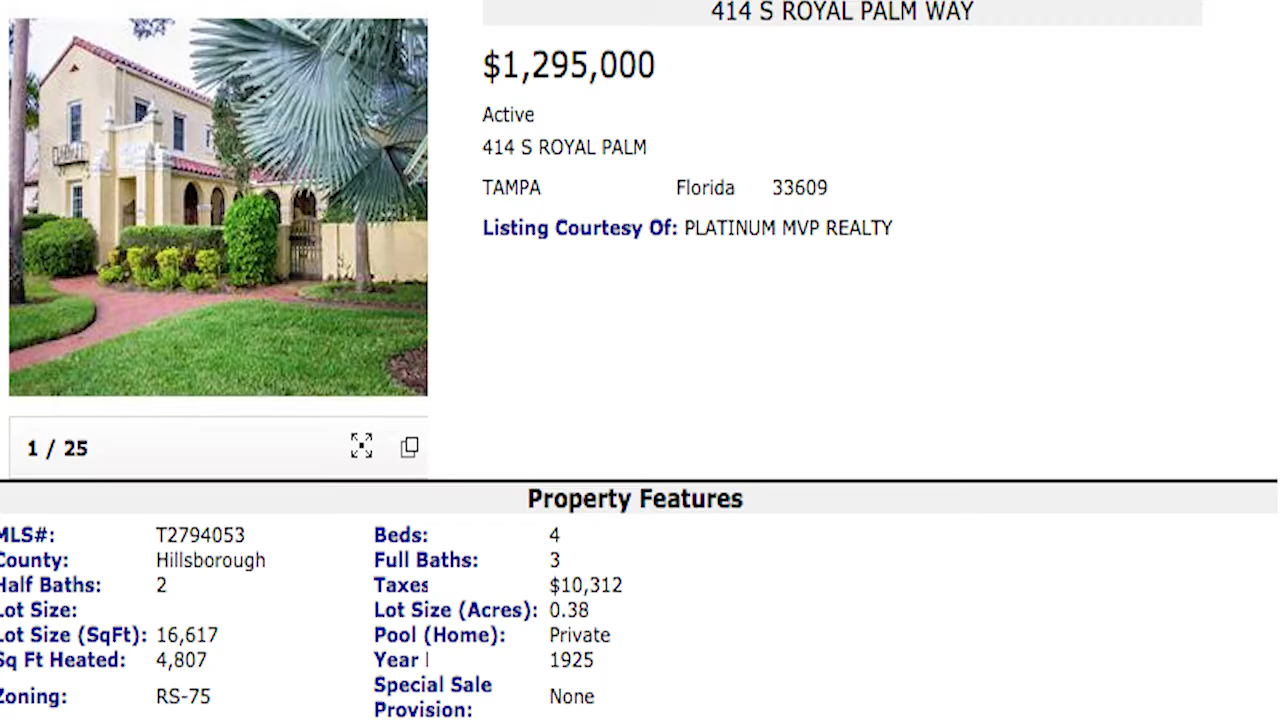 414 S ROYAL PALM WAY
$1,295,000
Active
414 S ROYAL PALM
TAMPA Florida 33609
Listing Courtesy Of: PLATINUM MVP REALTY
1 / 25
Property Features
MLS#: T2794053 Beds: 4
County: Hillsborough Full Baths: 3
Half Baths: 2 Taxes $10,312
Lot Size: Lot Size (Acres): 0.38
Lot Size (SqFt): 16,617 Pool (Home): Private
Sq Ft Heated: 4,807 Year 1925
Zoning: RS-75 Special Sale Provision: None